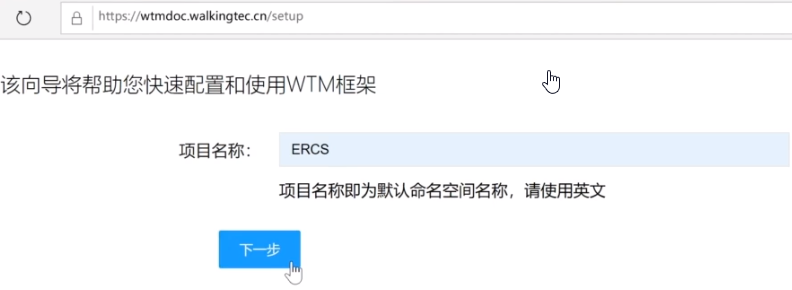 https://wtmdoc.walkingtec.cn/setup
该向导将帮助您快速配置和使用WTM框架
项目名称： ERCS
项目名称即为默认命名空间名称，请使用英文
下一步